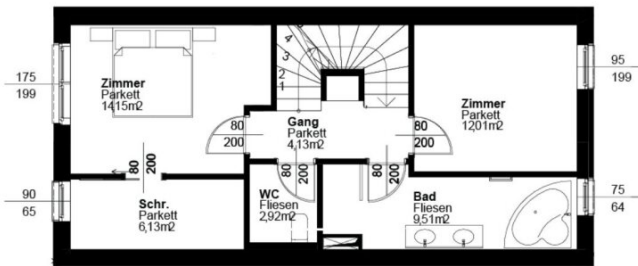 175
199
90
65
Zimmer
Parkett
14,15m2
80
200
Schr.
Parkett
6,13m2
4
3
2
1
Gang
Parkett
4,13m2
80
200
80
200
WC
Fliesen
2,92m2
80
200
80
200
Zimmer
Parkett
12,01m2
Bad
Fliesen
9,51m2
95
199
75
64